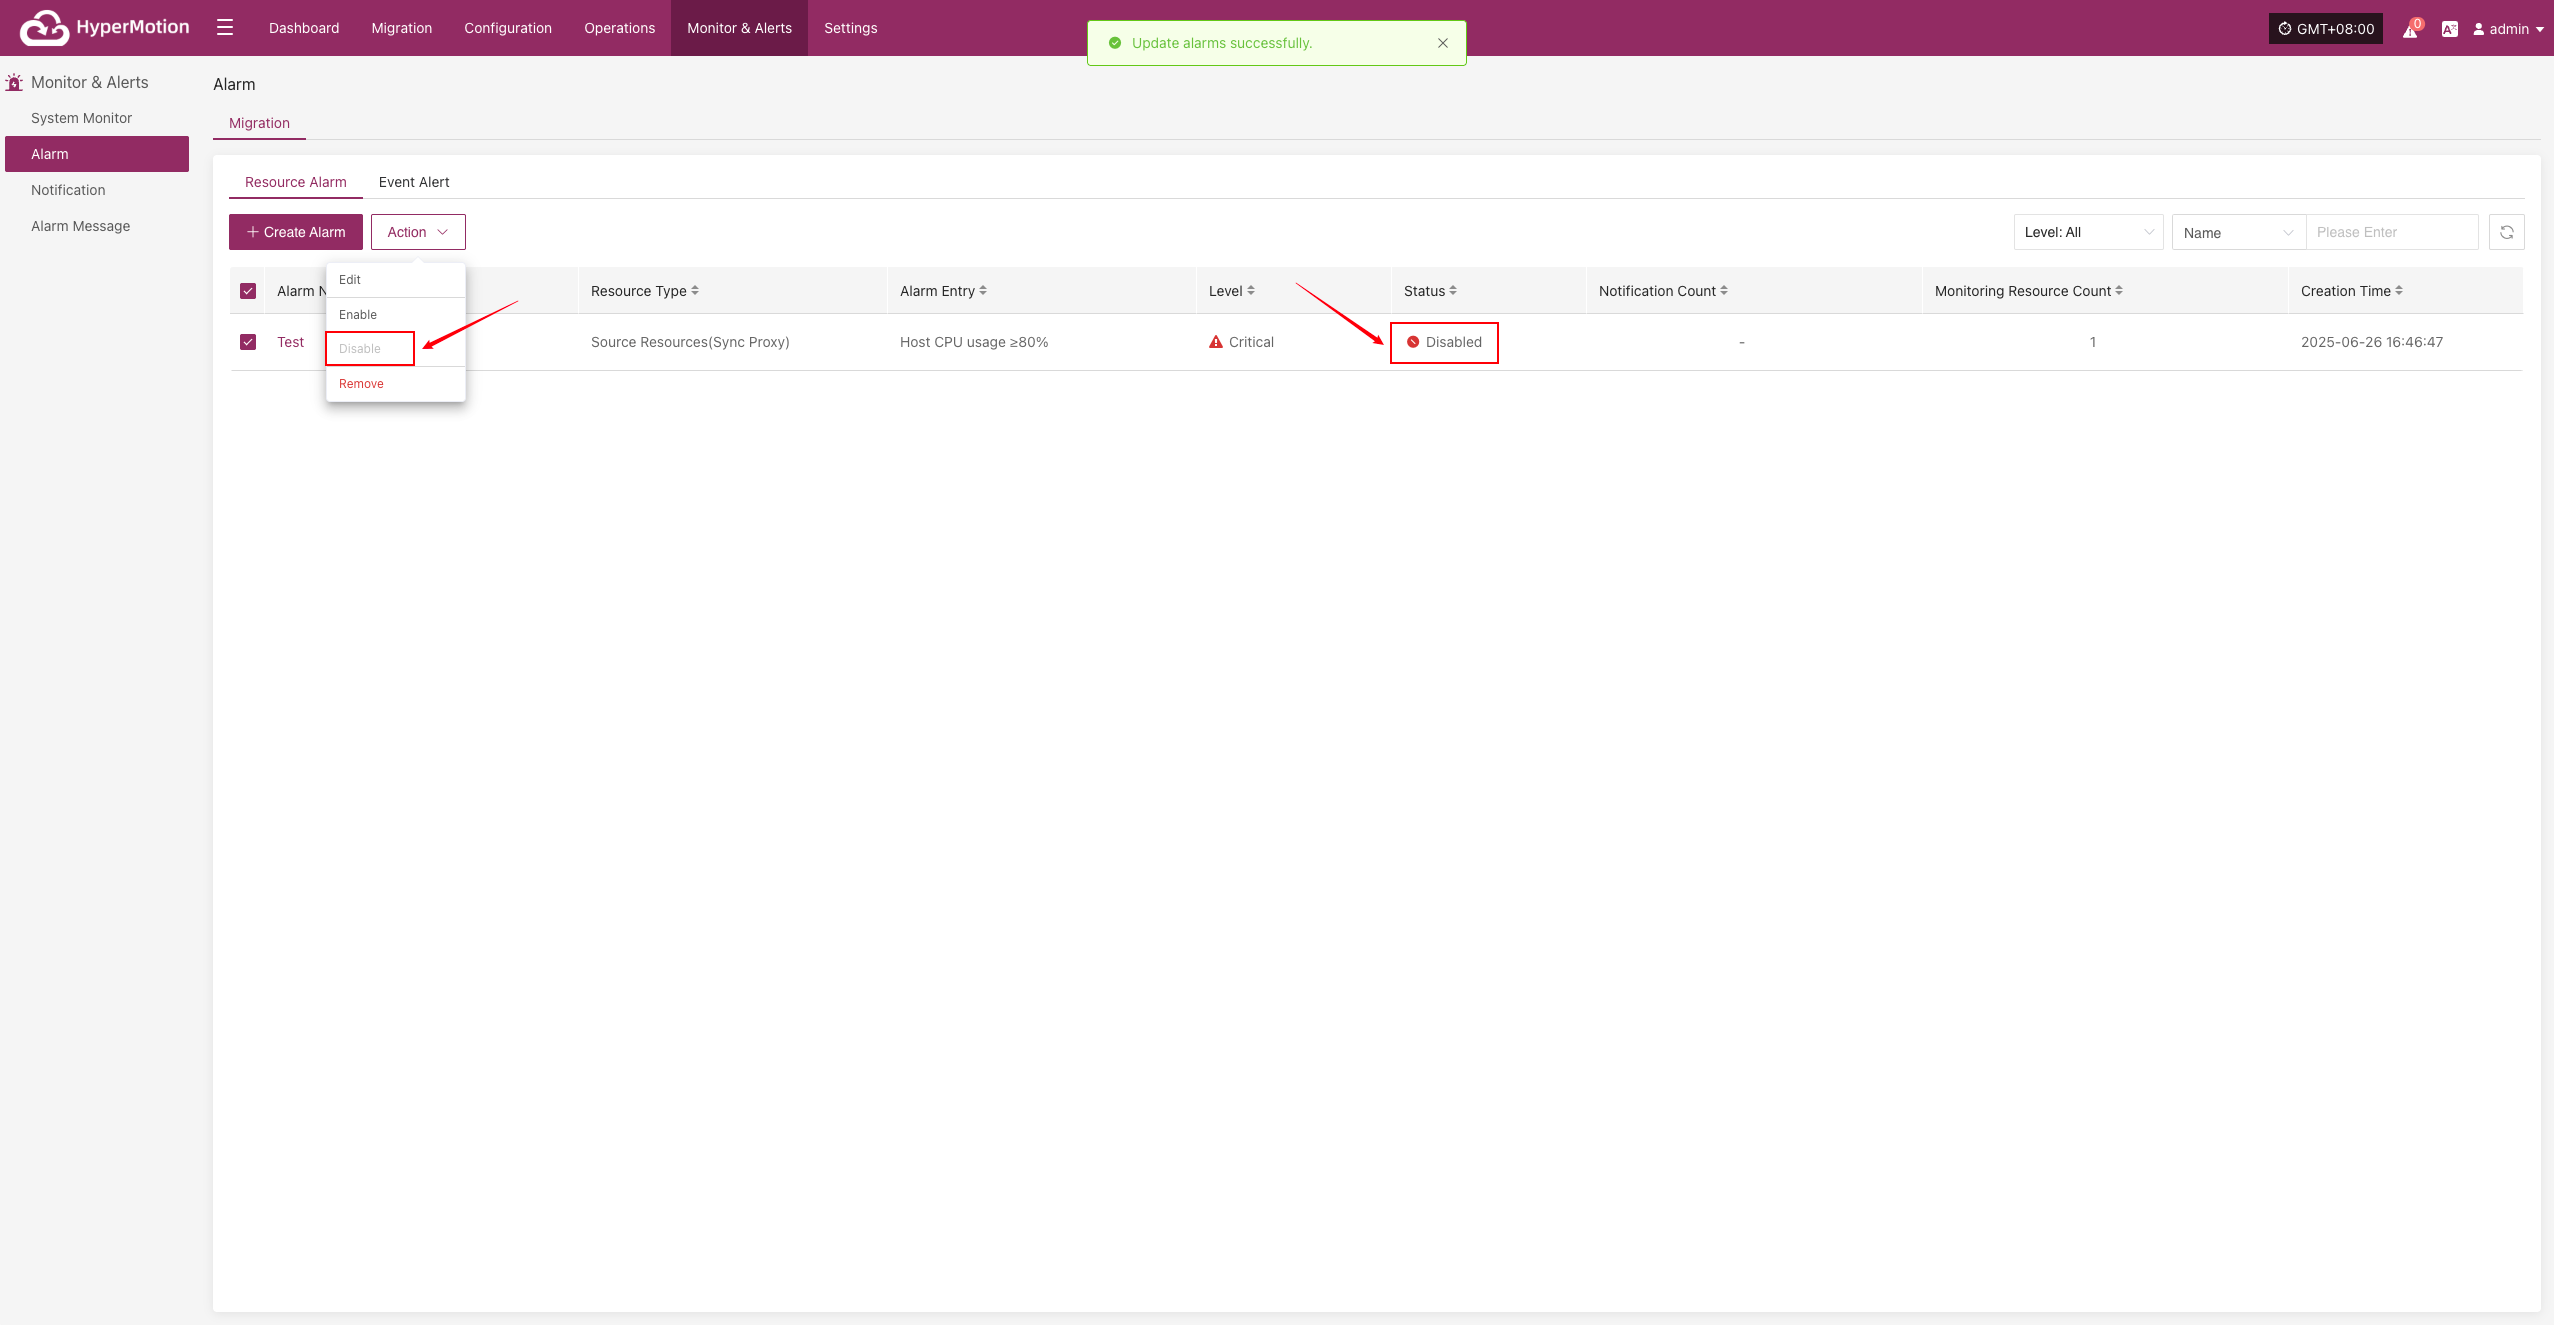 HyperMotion
Dashboard Migration Configuration Operations Monitor & Alerts Settings
Update alarms successfully.
GMT+08:00 0 admin
Monitor & Alerts
System Monitor
Alarm
Notification
Alarm Message
Alarm
Migration
Resource Alarm Event Alert
+ Create Alarm Action
Level: All Name Please Enter
Edit
Enable
Disable
Remove
Alarm N Resource Type Alarm Entry Level Status Notification Count Monitoring Resource Count Creation Time
Test Source Resources(Sync Proxy) Host CPU usage ≥80% Critical Disabled - 1 2025-06-26 16:46:47